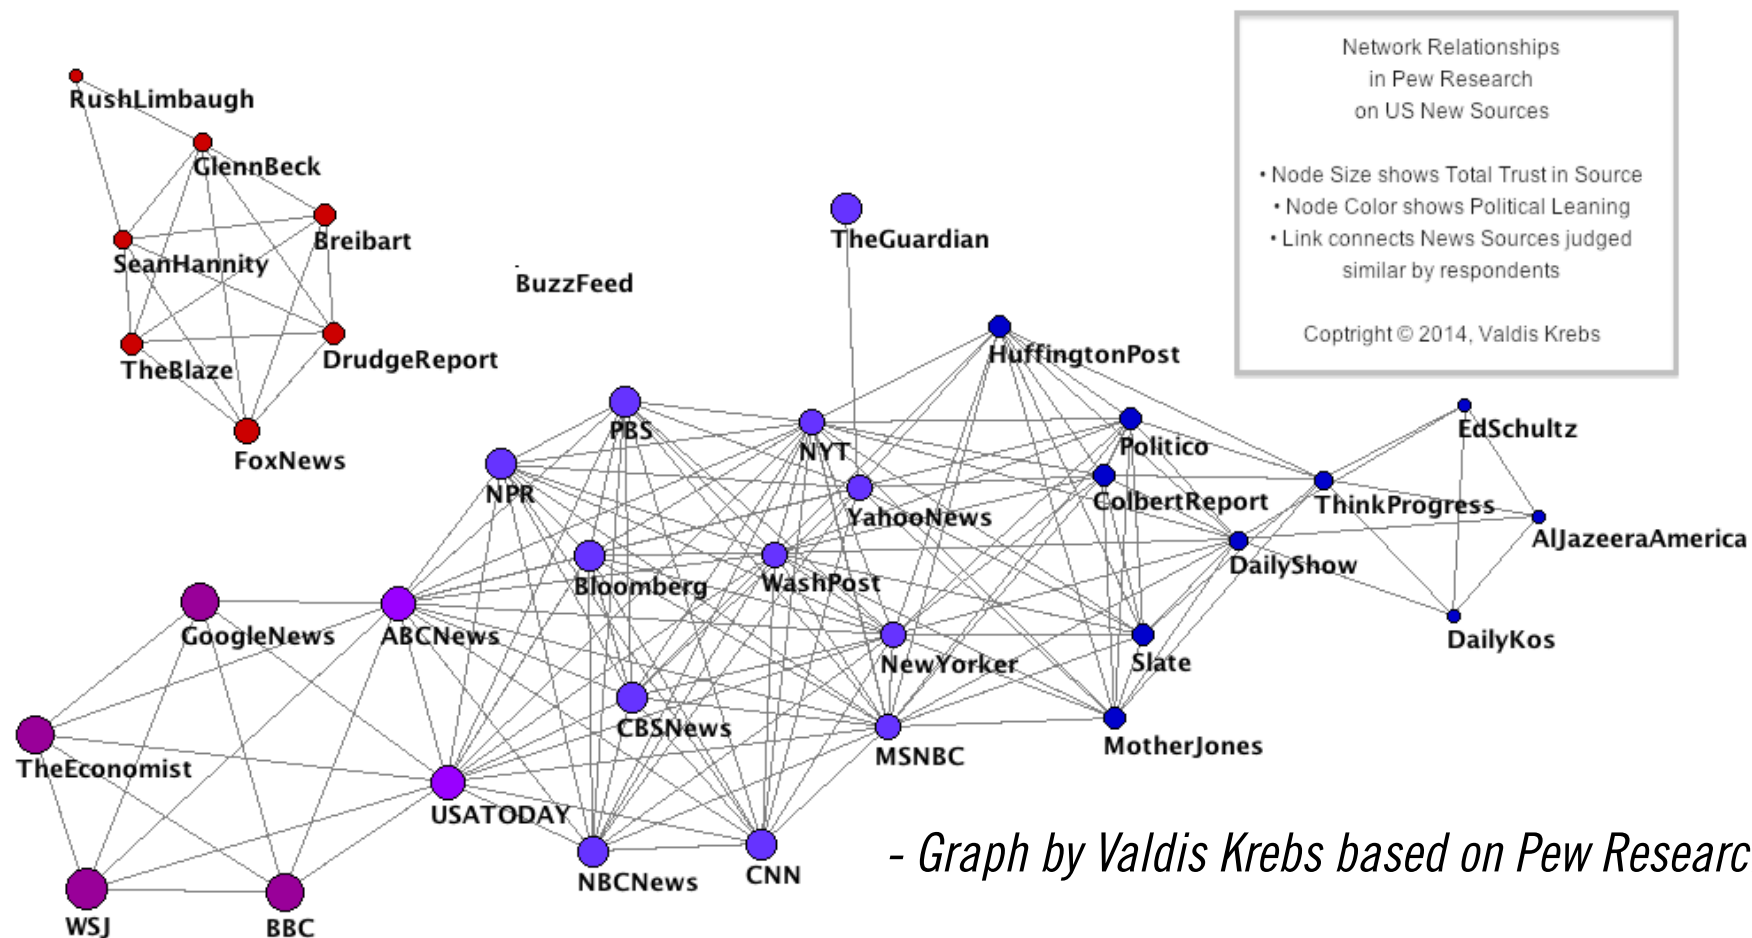 Network Relationships
in Pew Research
on US New Sources
• Node Size shows Total Trust in Source
• Node Color shows Political Leaning
• Link connects News Sources judged
similar by respondents
Coptright © 2014, Valdis Krebs
RushLimbaugh
GlennBeck
Breibart
SeanHannity
TheGuardian
BuzzFeed
HuffingtonPost
DrudgeReport
TheBlaze
PBS
NYT
Politico
EdSchultz
FoxNews
NPR
ColbertReport
ThinkProgress
YahooNews
AlJazeeraAmerica
DailyShow
Bloomberg
WashPost
GoogleNews
ABCNews
DailyKos
NewYorker
Slate
CBSNews
MSNBC
MotherJones
TheEconomist
USATODAY
- Graph by Valdis Krebs based on Pew Researc
NBCNews
CNN
WSJ
BBC